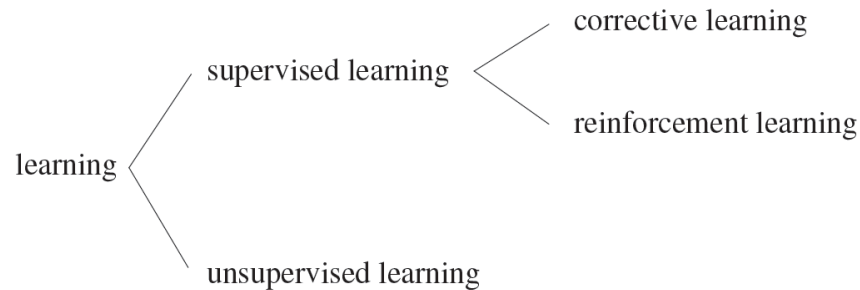 corrective learning
supervised learning
reinforcement learning
learning
unsupervised learning